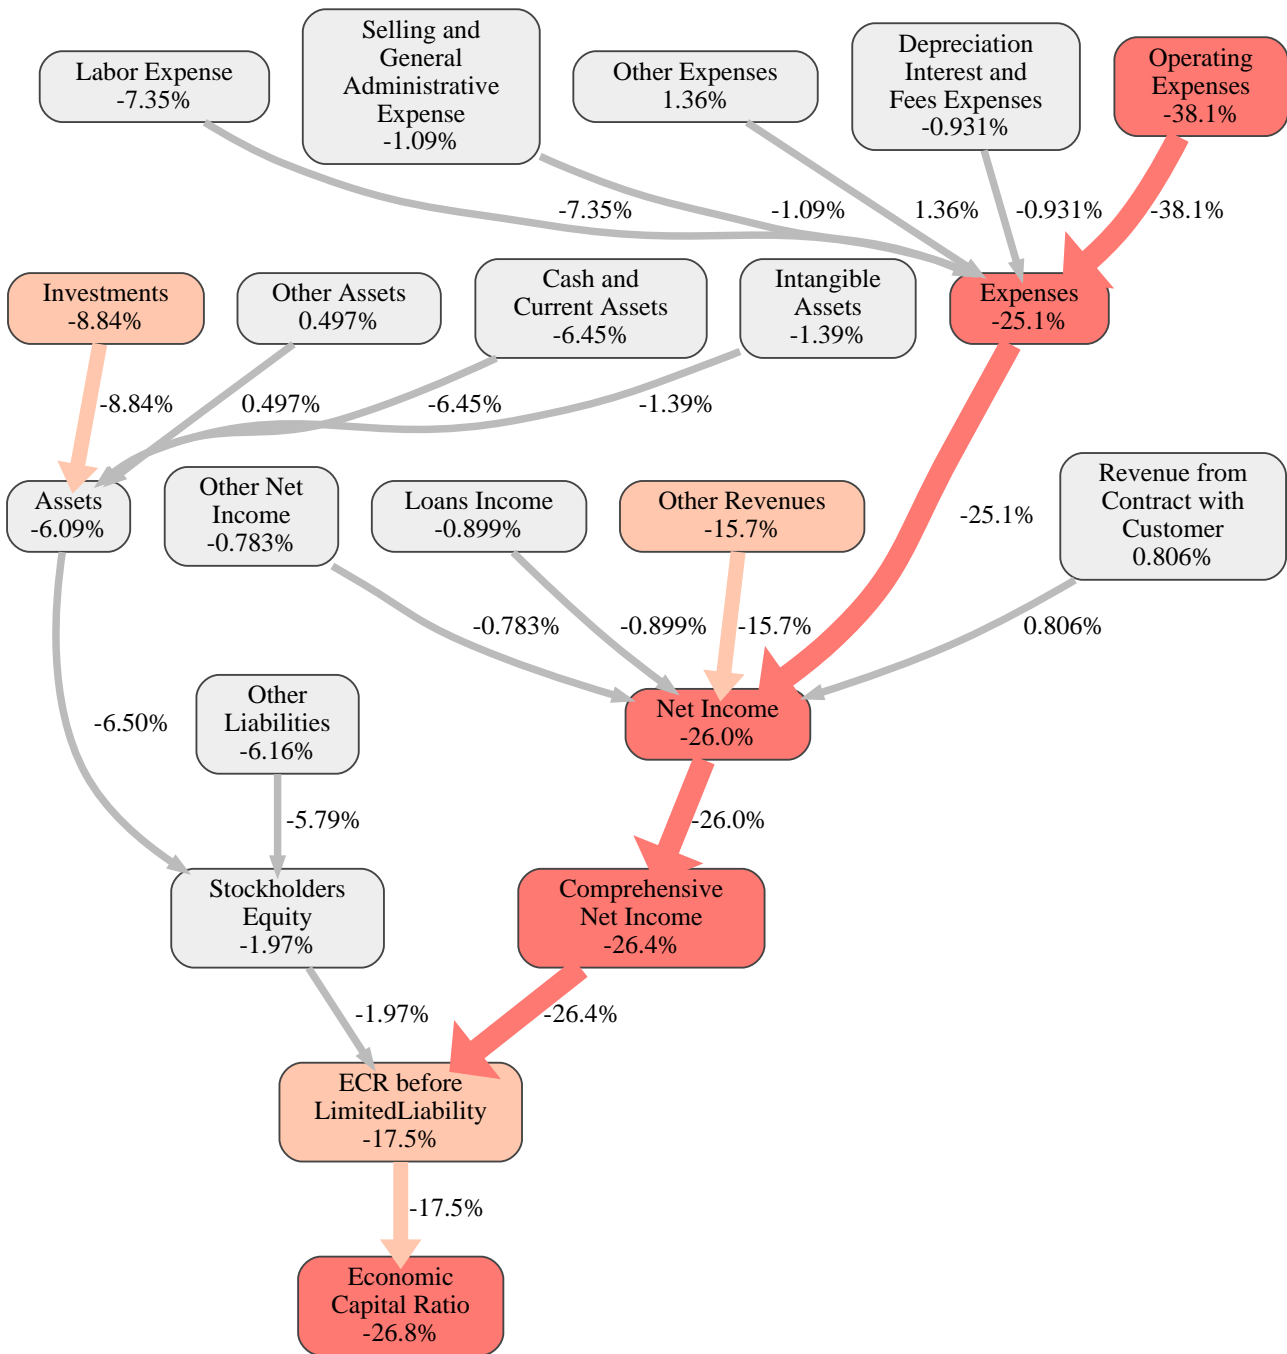 Labor Expense
-7.35%
Selling and
General
Administrative
Expense
-1.09%
Other Expenses
1.36%
Depreciation
Interest and
Fees Expenses
-0.931%
Operating
Expenses
-38.1%
-7.35%
-1.09%
1.36%
-0.931%
-38.1%
Investments
-8.84%
Other Assets
0.497%
Cash and
Current Assets
-6.45%
Intangible
Assets
-1.39%
Expenses
-25.1%
-8.84%
0.497%
-6.45%
-1.39%
Assets
-6.09%
Other Net
Income
-0.783%
Loans Income
-0.899%
Other Revenues
-15.7%
-25.1%
Revenue from
Contract with
Customer
0.806%
-0.783%
-0.899%
-15.7%
0.806%
-6.50%
Other
Liabilities
-6.16%
Net Income
-26.0%
-5.79%
-26.0%
Stockholders
Equity
-1.97%
Comprehensive
Net Income
-26.4%
-1.97%
-26.4%
ECR before
LimitedLiability
-17.5%
-17.5%
Economic
Capital Ratio
-26.8%